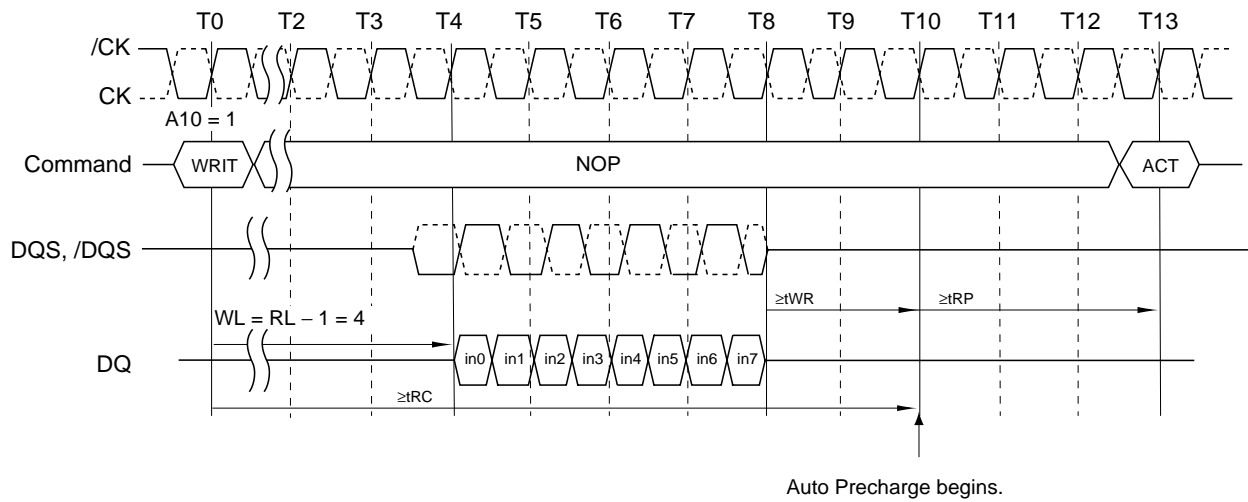 T0 T2 T3 T4 T5 T6 T7 T8 T9 T10 T11 T12 T13
/CK
CK
A10 = 1
Command WRIT NOP ACT
DQS, /DQS
≥tWR ≥tRP
WL = RL − 1 = 4
DQ in0 in1 in2 in3 in4 in5 in6 in7
≥tRC
Auto Precharge begins.